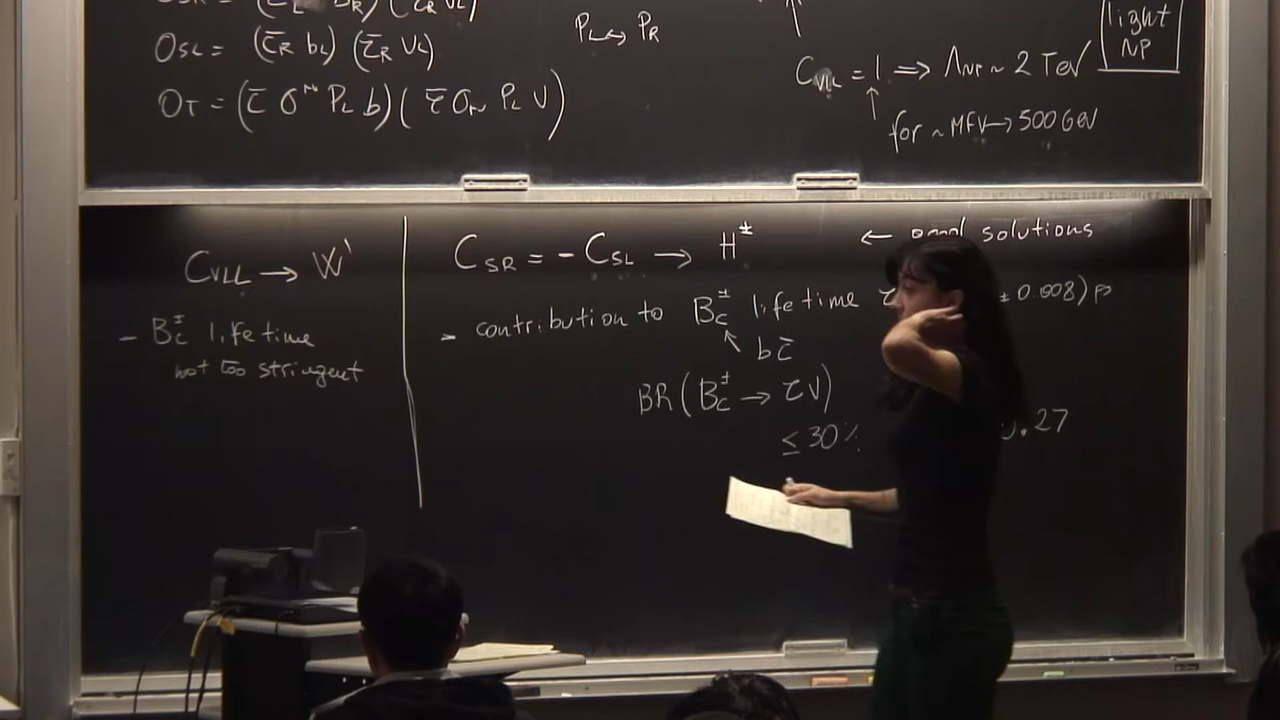 O_SL = (c̄_R b_L) (τ̄_R ν_L)
O_T = (c̄ σ^μν P_L b) (τ̄ σ_μν P_L ν)
P_L ↔ P_R
light
NP
C_VLL = 1 ⇒ Λ_NP ~ 2 TeV
↑
for ~ MFV → 500 GeV
C_VLL → W'
- B_c^± lifetime
not too stringent
C_SR = - C_SL → H^±
← solutions
- contribution to B_c^± lifetime τ ± 0.008) ps
b c̄
BR (B_c^± → τν)
≤ 30%
0.27